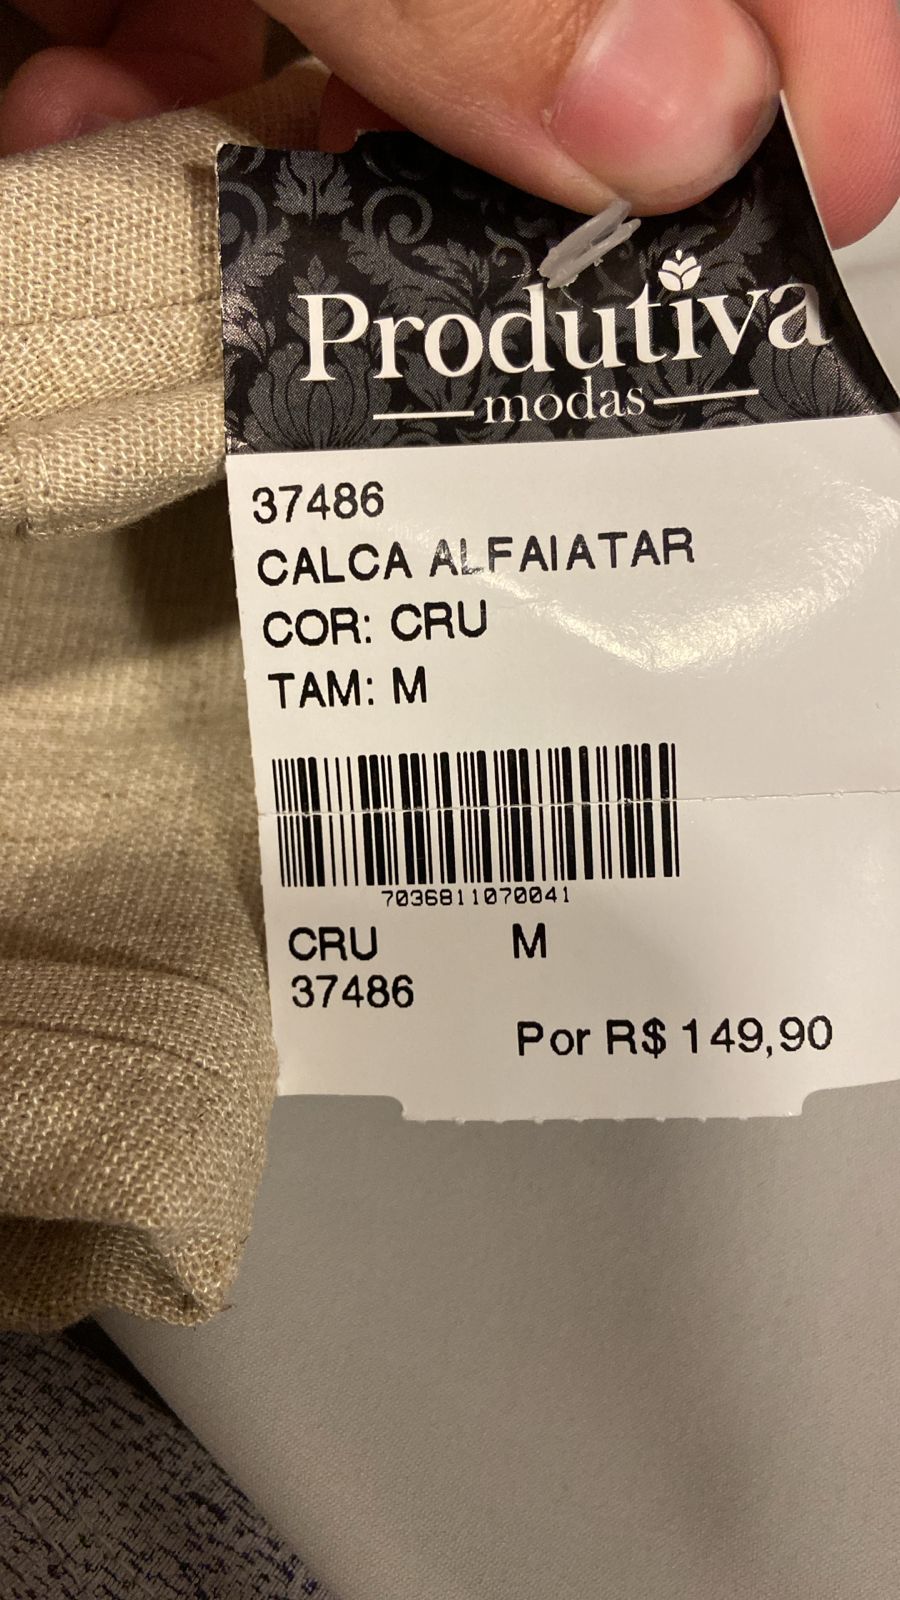 Produtiva
modas
37486
CALCA ALFAIATAR
COR: CRU
TAM: M
7036811070041
CRU M
37486
Por R$ 149,90